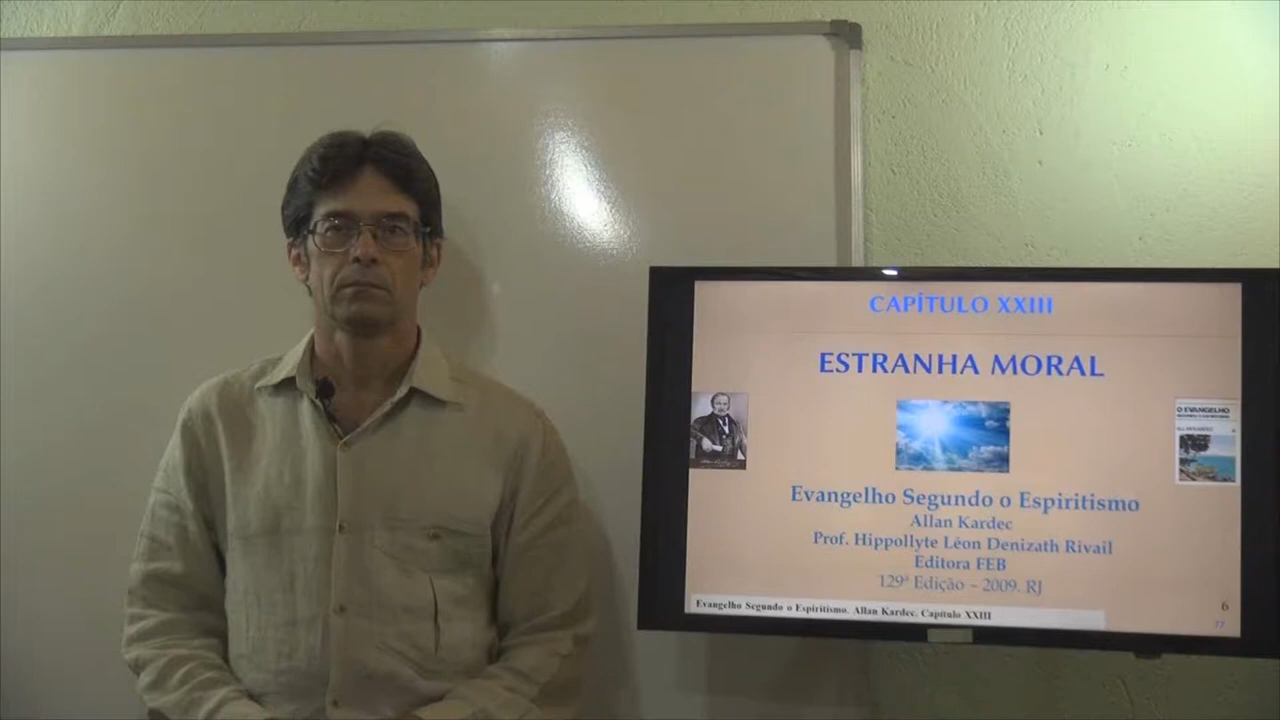 CAPÍTULO XXIII
ESTRANHA MORAL
O EVANGELHO
Evangelho Segundo o Espiritismo
Allan Kardec
Prof. Hippollyte Léon Denizath Rivail
Editora FEB
129ª Edição – 2009. RJ
Evangelho Segundo o Espiritismo. Allan Kardec. Capítulo XXIII
6